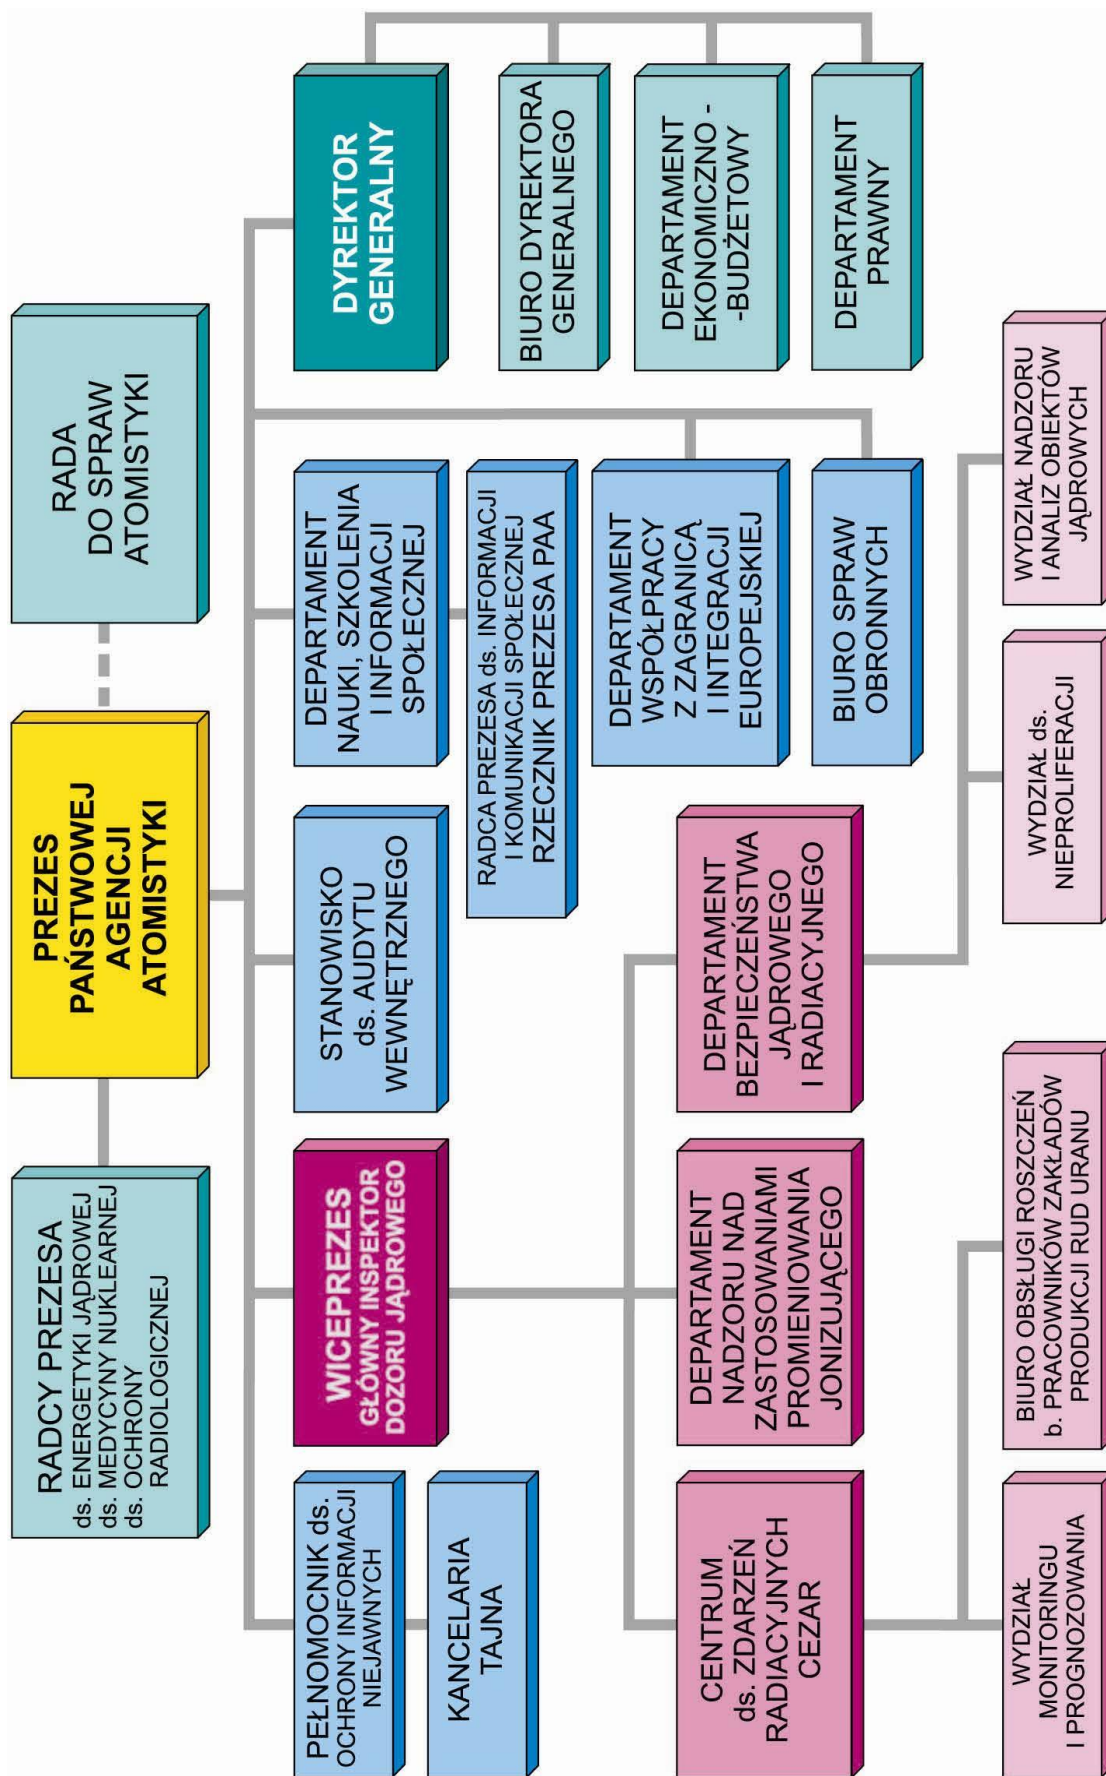 RADCY PREZESA
ds. ENERGETYKI JĄDROWEJ
ds. MEDYCYNY NUKLEARNEJ
ds. OCHRONY
RADIOLOGICZNEJ
PREZES
PAŃSTWOWEJ
AGENCJI
ATOMISTYKI
RADA
DO SPRAW
ATOMISTYKI
PEŁNOMOCNIK ds.
OCHRONY INFORMACJI
NIEJAWNYCH
KANCELARIA
TAJNA
WICEPREZES
GŁÓWNY INSPEKTOR
DOZORU JĄDROWEGO
STANOWISKO
ds. AUDYTU
WEWNĘTRZNEGO
DEPARTAMENT
NAUKI, SZKOLENIA
I INFORMACJI
SPOŁECZNEJ
RADCA PREZESA ds. INFORMACJI
I KOMUNIKACJI SPOŁECZNEJ
RZECZNIK PREZESA PAA
DEPARTAMENT
WSPÓŁPRACY
Z ZAGRANICĄ
I INTEGRACJI
EUROPEJSKIEJ
BIURO SPRAW
OBRONNYCH
DYREKTOR
GENERALNY
BIURO DYREKTORA
GENERALNEGO
DEPARTAMENT
EKONOMICZNO -
-BUDŻETOWY
DEPARTAMENT
PRAWNY
CENTRUM
ds. ZDARZEŃ
RADIACYJNYCH
CEZAR
DEPARTAMENT
NADZORU NAD
ZASTOSOWANIAMI
PROMIENIOWANIA
JONIZUJĄCEGO
DEPARTAMENT
BEZPIECZEŃSTWA
JĄDROWEGO
I RADIACYJNEGO
WYDZIAŁ
MONITORINGU
I PROGNOZOWANIA
BIURO OBSŁUGI ROSZCZEŃ
b. PRACOWNIKÓW ZAKŁADÓW
PRODUKCJI RUD URANU
WYDZIAŁ ds.
NIEPROLIFERACJI
WYDZIAŁ NADZORU
I ANALIZ OBIEKTÓW
JĄDROWYCH